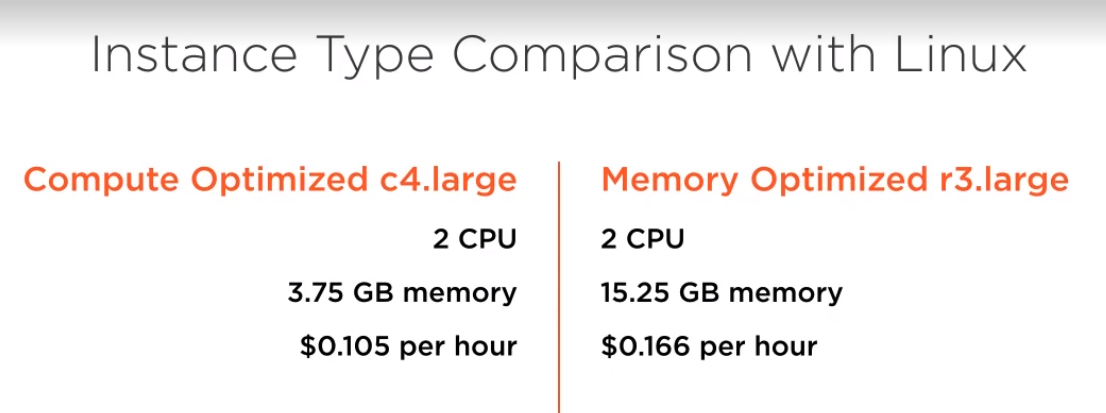 Instance Type Comparison with Linux
Compute Optimized c4.large
2 CPU
3.75 GB memory
$0.105 per hour
Memory Optimized r3.large
2 CPU
15.25 GB memory
$0.166 per hour